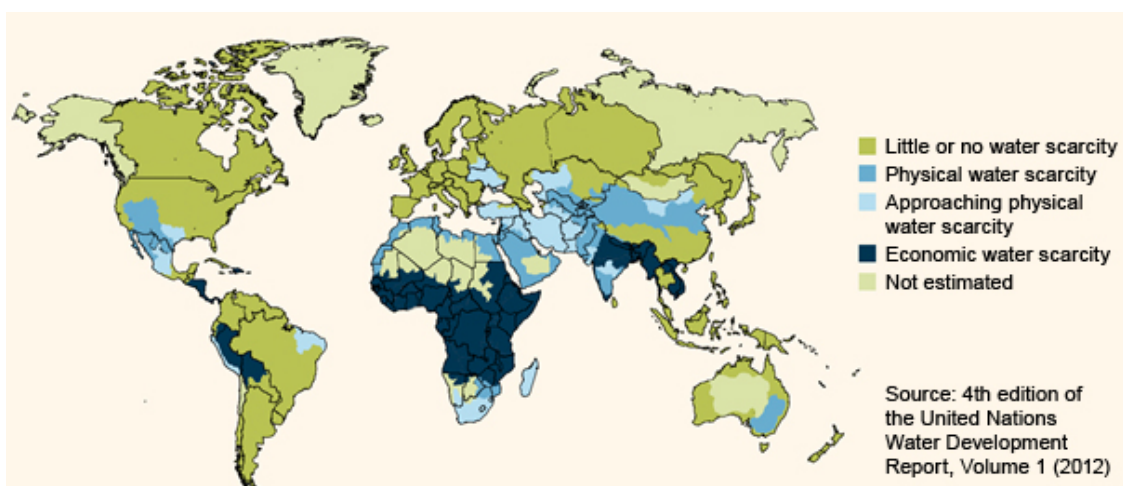 Little or no water scarcity
Physical water scarcity
Approaching physical
water scarcity
Economic water scarcity
Not estimated
Source: 4th edition of
the United Nations
Water Development
Report, Volume 1 (2012)